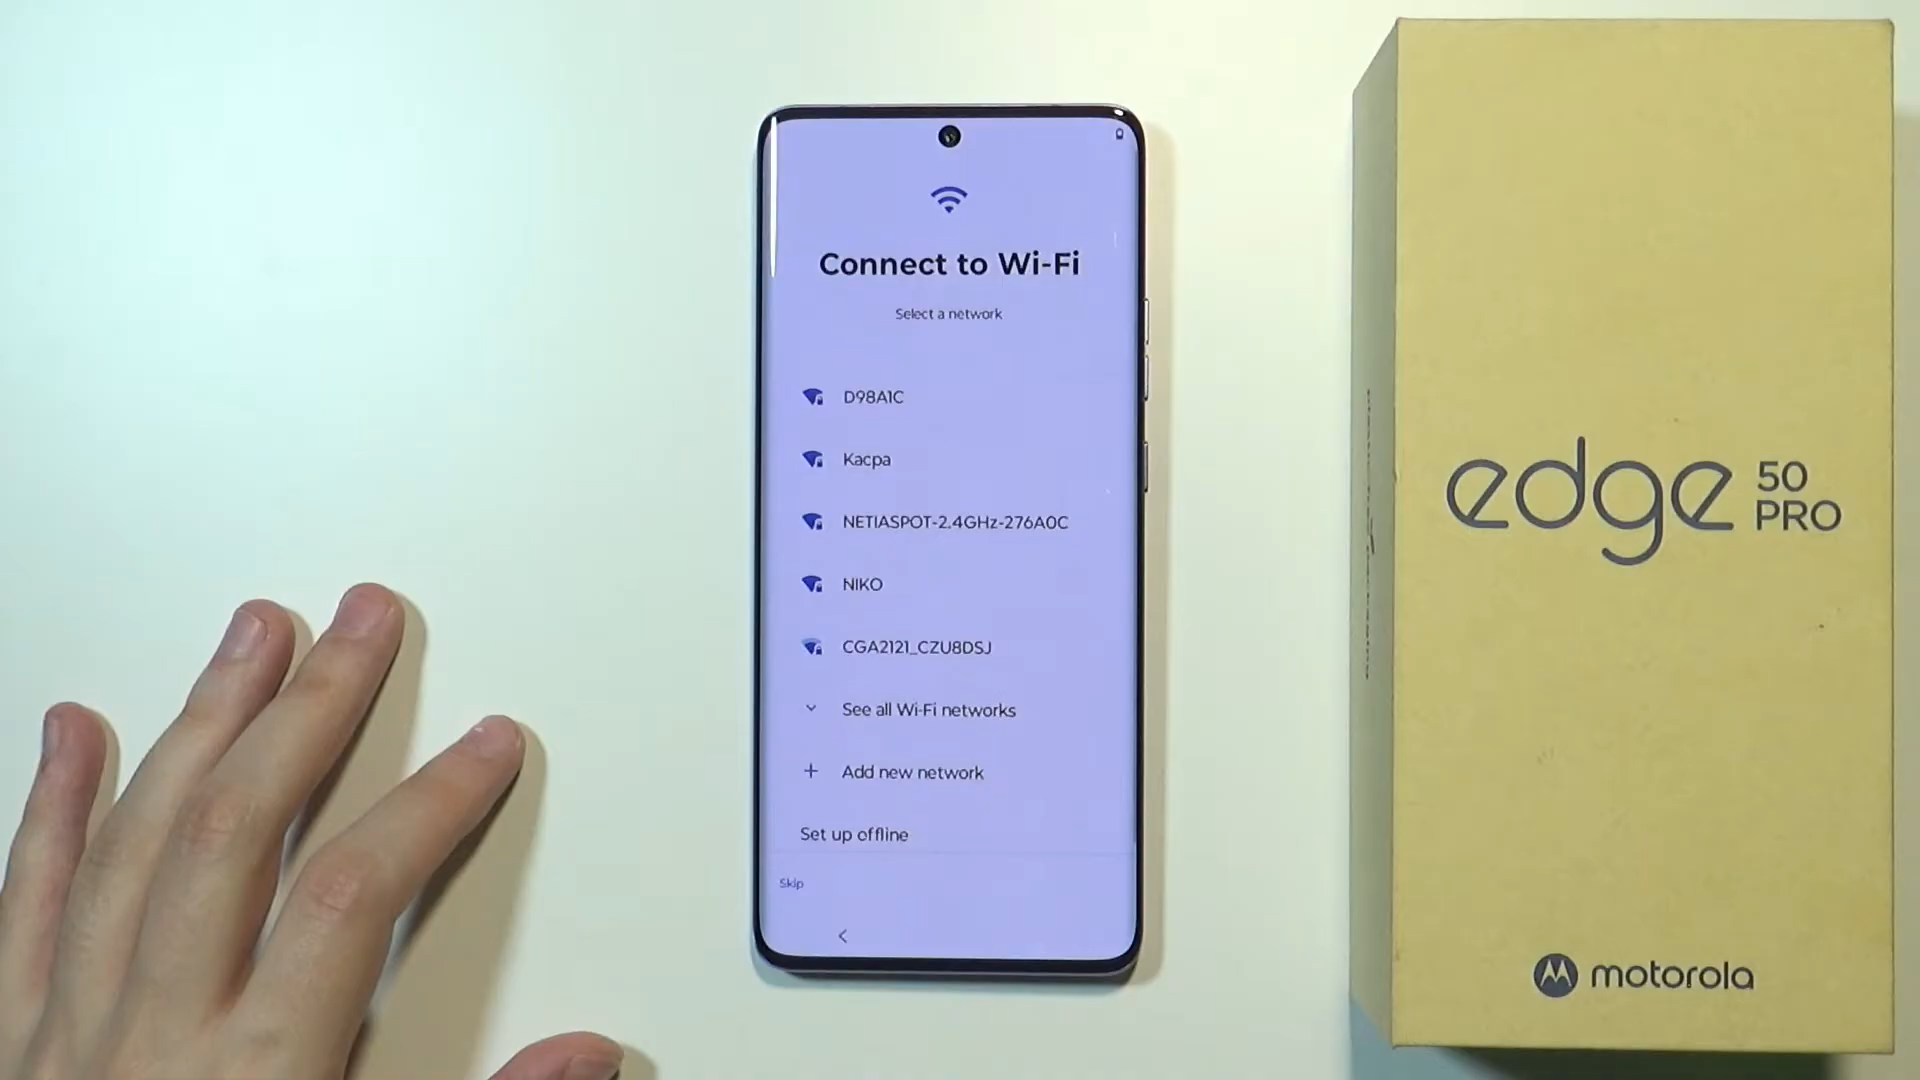 Connect to Wi-Fi
Select a network
D98A1C
Kacpa
NETIASPOT-2.4GHz-276A0C
NIKO
CGA2121_CZU8DSJ
See all Wi-Fi networks
Add new network
Set up offline
Skip
edge 50 PRO
motorola